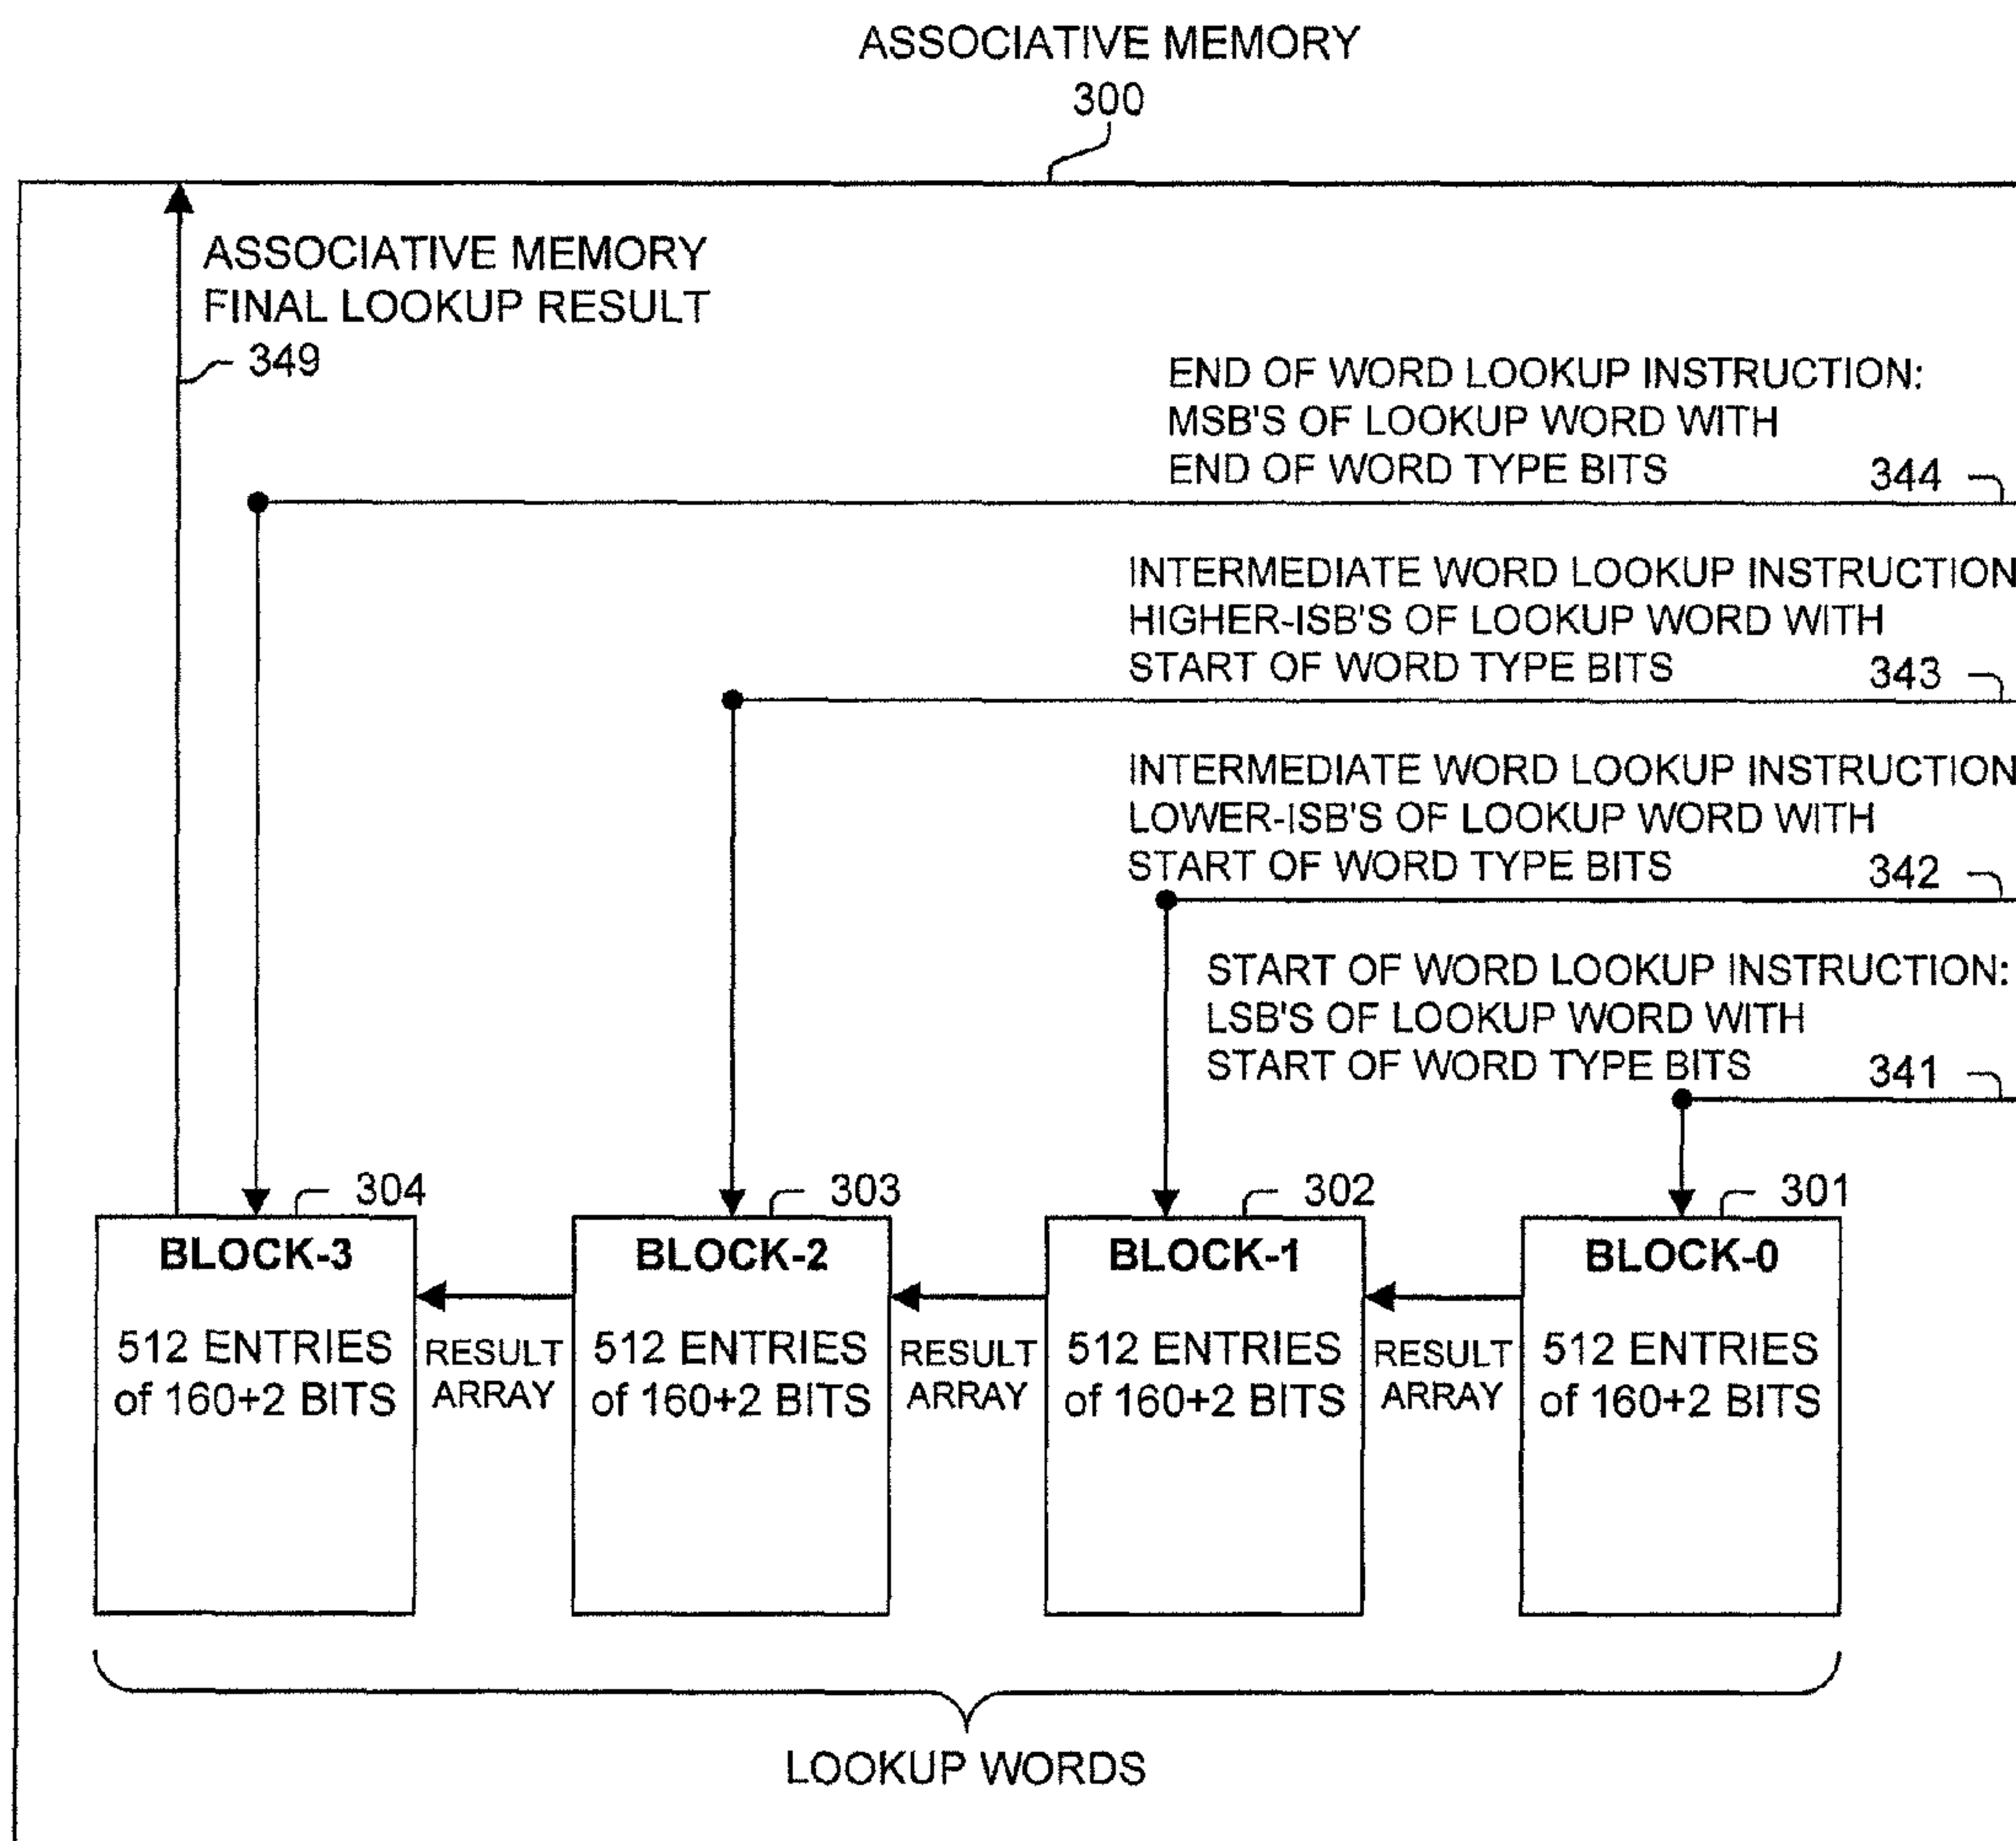 ASSOCIATIVE MEMORY
300
ASSOCIATIVE MEMORY
FINAL LOOKUP RESULT
349
END OF WORD LOOKUP INSTRUCTION:
MSB'S OF LOOKUP WORD WITH
END OF WORD TYPE BITS
344
INTERMEDIATE WORD LOOKUP INSTRUCTION
HIGHER-ISB'S OF LOOKUP WORD WITH
START OF WORD TYPE BITS
343
INTERMEDIATE WORD LOOKUP INSTRUCTION
LOWER-ISB'S OF LOOKUP WORD WITH
START OF WORD TYPE BITS
342
START OF WORD LOOKUP INSTRUCTION:
LSB'S OF LOOKUP WORD WITH
START OF WORD TYPE BITS
341
304
BLOCK-3
512 ENTRIES
of 160+2 BITS
RESULT
ARRAY
303
BLOCK-2
512 ENTRIES
of 160+2 BITS
RESULT
ARRAY
302
BLOCK-1
512 ENTRIES
of 160+2 BITS
RESULT
ARRAY
301
BLOCK-0
512 ENTRIES
of 160+2 BITS
LOOKUP WORDS